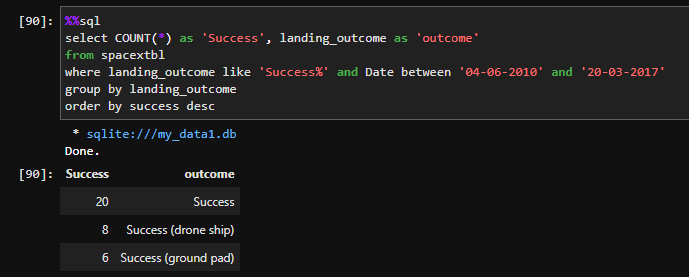 [90]: %%sql
select COUNT(*) as 'Success', landing_outcome as 'outcome'
from spacextbl
where landing_outcome like 'Success%' and Date between '04-06-2010' and '20-03-2017'
group by landing_outcome
order by success desc
* sqlite:///my_data1.db
Done.
[90]: Success outcome
20 Success
8 Success (drone ship)
6 Success (ground pad)